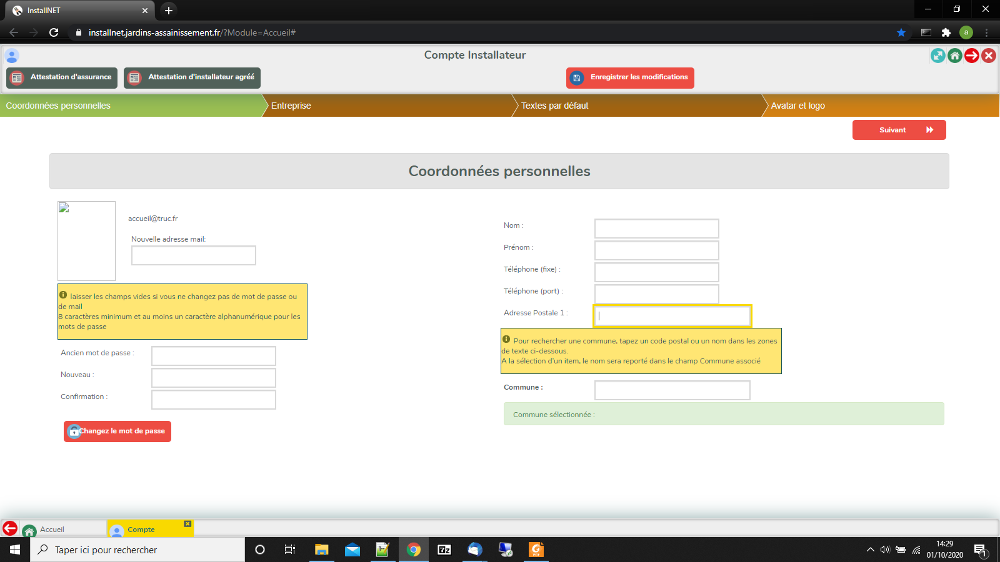 InstallNET
installnet.jardins-assainissement.fr/?Module=Accueil#
a
Compte Installateur
Attestation d'assurance
Attestation d'installateur agréé
Enregistrer les modifications
Coordonnées personnelles
Entreprise
Textes par défaut
Avatar et logo
Suivant
Coordonnées personnelles
accueil@truc.fr
Nouvelle adresse mail:
laisser les champs vides si vous ne changez pas de mot de passe ou
de mail
8 caractères minimum et au moins un caractère alphanumérique pour les
mots de passe
Ancien mot de passe :
Nouveau :
Confirmation :
Changez le mot de passe
Nom :
Prénom :
Téléphone (fixe) :
Téléphone (port) :
Adresse Postale 1 :
Pour rechercher une commune, tapez un code postal ou un nom dans les zones
de texte ci-dessous.
A la sélection d'un item, le nom sera reporté dans le champ Commune associé
Commune :
Commune sélectionnée :
Accueil
Compte
Taper ici pour rechercher
7z
14:29
01/10/2020
1